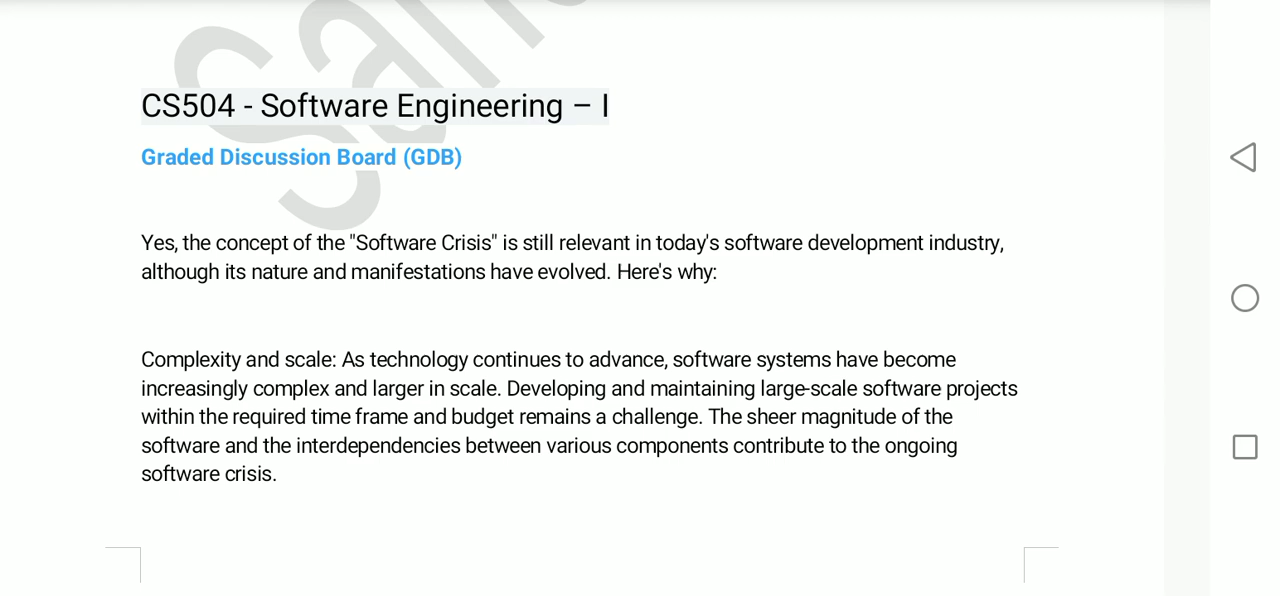 CS504 - Software Engineering – I
Graded Discussion Board (GDB)
Yes, the concept of the "Software Crisis" is still relevant in today's software development industry,
although its nature and manifestations have evolved. Here's why:
Complexity and scale: As technology continues to advance, software systems have become
increasingly complex and larger in scale. Developing and maintaining large-scale software projects
within the required time frame and budget remains a challenge. The sheer magnitude of the
software and the interdependencies between various components contribute to the ongoing
software crisis.